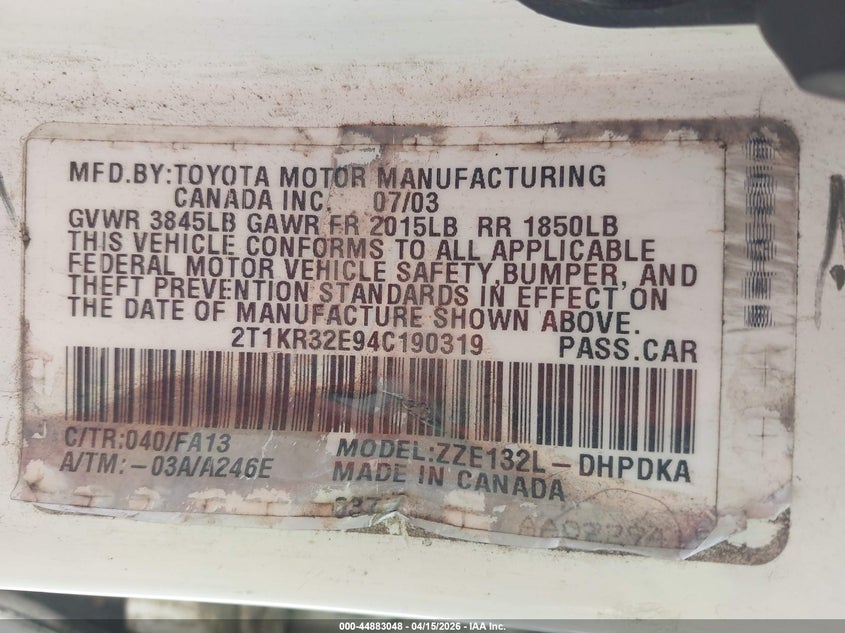 MFD.BY:TOYOTA MOTOR MANUFACTURING
CANADA INC. 07/03
GVWR 3845LB GAWR FR 2015LB RR 1850LB
THIS VEHICLE CONFORMS TO ALL APPLICABLE
FEDERAL MOTOR VEHICLE SAFETY,BUMPER, AND
THEFT PREVENTION STANDARDS IN EFFECT ON
THE DATE OF MANUFACTURE SHOWN ABOVE.
2T1KR32E94C190319 PASS.CAR
C/TR:040/FA13 MODEL:ZZE132L-DHPDKA
A/TM:-03A/A246E MADE IN CANADA
000-44883048 - 04/15/2026 - IAA Inc.